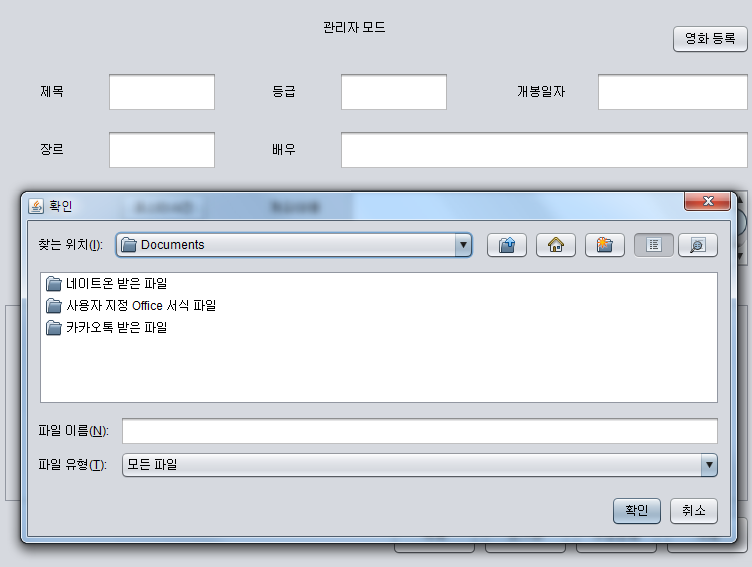 관리자 모드
영화 등록
제목 등급 개봉일자
장르 배우
확인
찾는 위치(I): Documents
네이트온 받은 파일
사용자 지정 Office 서식 파일
카카오톡 받은 파일
파일 이름(N):
파일 유형(T): 모든 파일
확인 취소